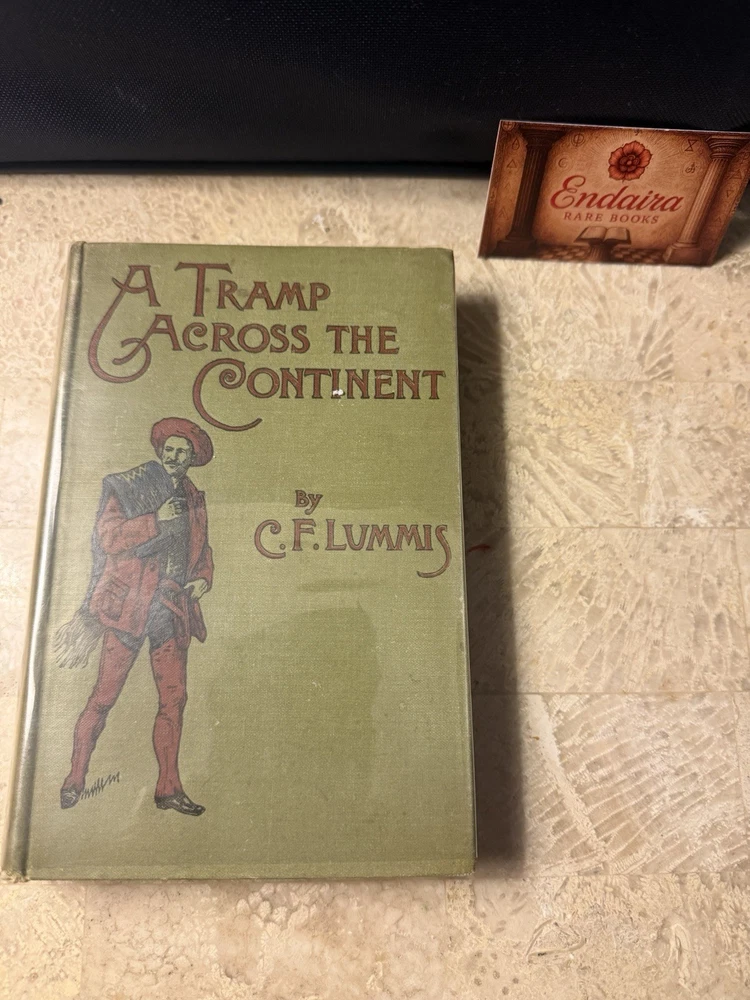 A TRAMP
ACROSS THE
CONTINENT
BY
C. F. LUMMIS
Endaira
RARE BOOKS